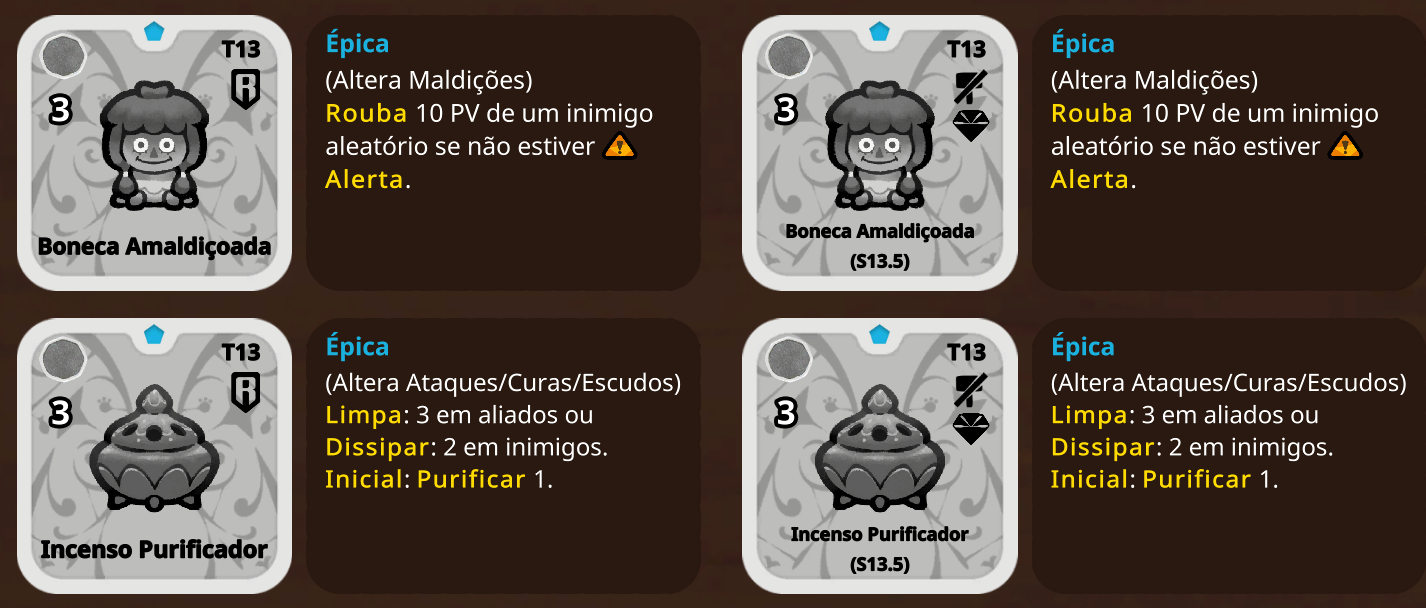 T13
3
Boneca Amaldiçoada
Épica
(Altera Maldições)
Rouba 10 PV de um inimigo
aleatório se não estiver
Alerta.
T13
3
Boneca Amaldiçoada
(S13.5)
Épica
(Altera Maldições)
Rouba 10 PV de um inimigo
aleatório se não estiver
Alerta.
T13
3
Incenso Purificador
Épica
(Altera Ataques/Curas/Escudos)
Limpa: 3 em aliados ou
Dissipar: 2 em inimigos.
Inicial: Purificar 1.
T13
3
Incenso Purificador
(S13.5)
Épica
(Altera Ataques/Curas/Escudos)
Limpa: 3 em aliados ou
Dissipar: 2 em inimigos.
Inicial: Purificar 1.